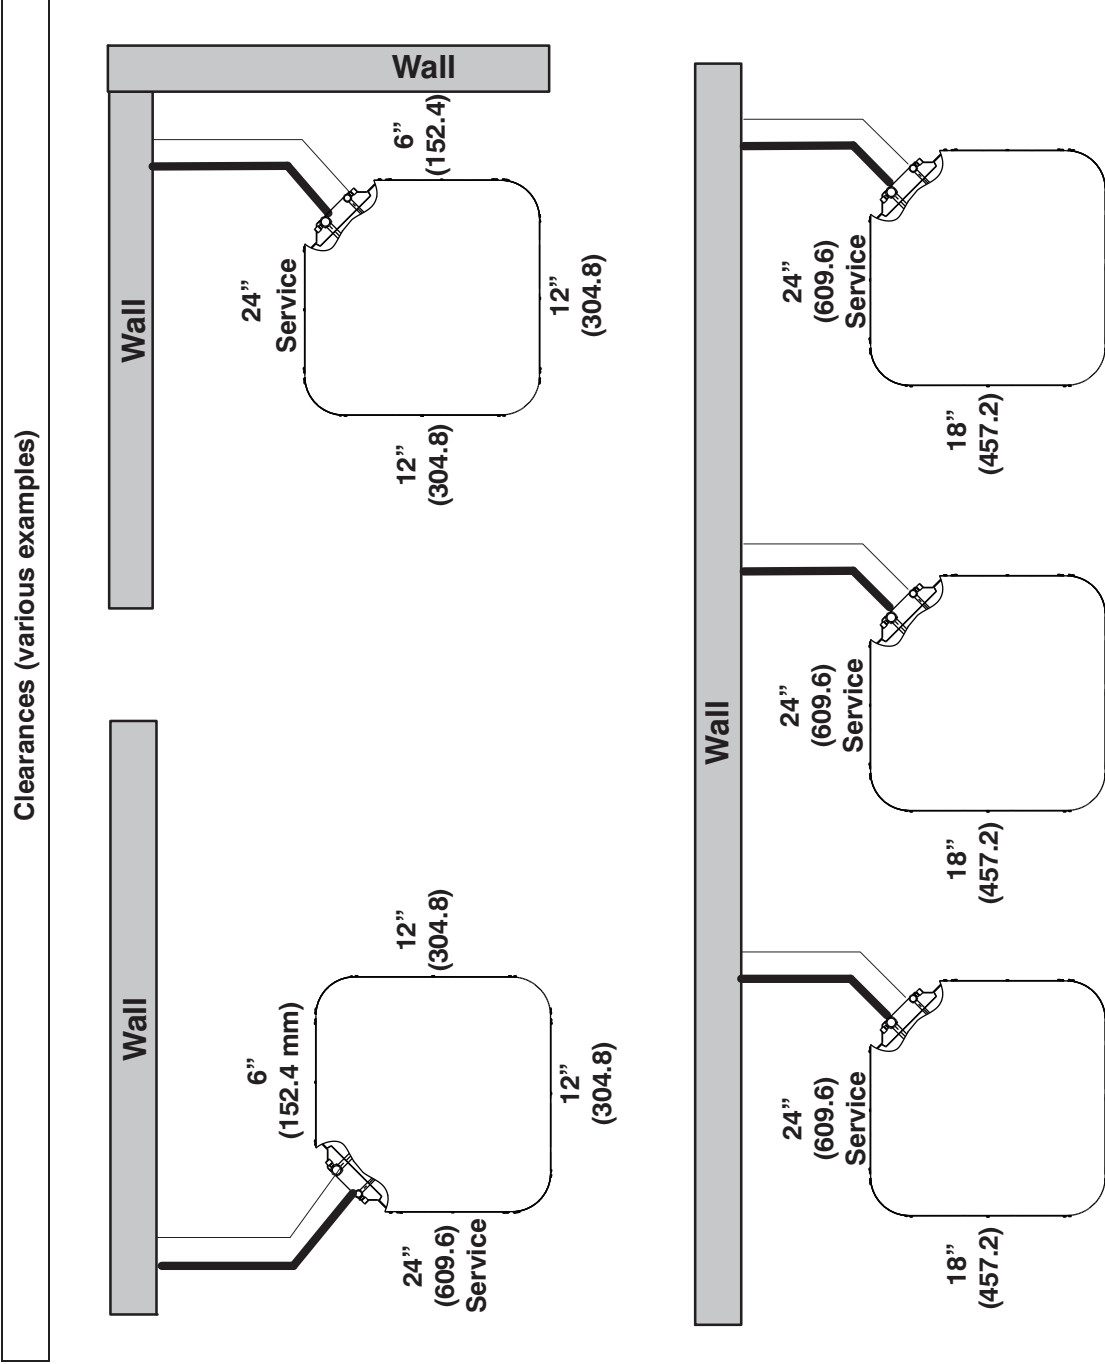 Clearances (various examples)
Wall
6”
(152.4 mm)
24”
(609.6)
Service
12”
(304.8)
12”
(304.8)
Wall
Wall
24”
Service
6”
(152.4)
12”
(304.8)
12”
(304.8)
Wall
24”
(609.6)
Service
18”
(457.2)
24”
(609.6)
Service
18”
(457.2)
24”
(609.6)
Service
18”
(457.2)